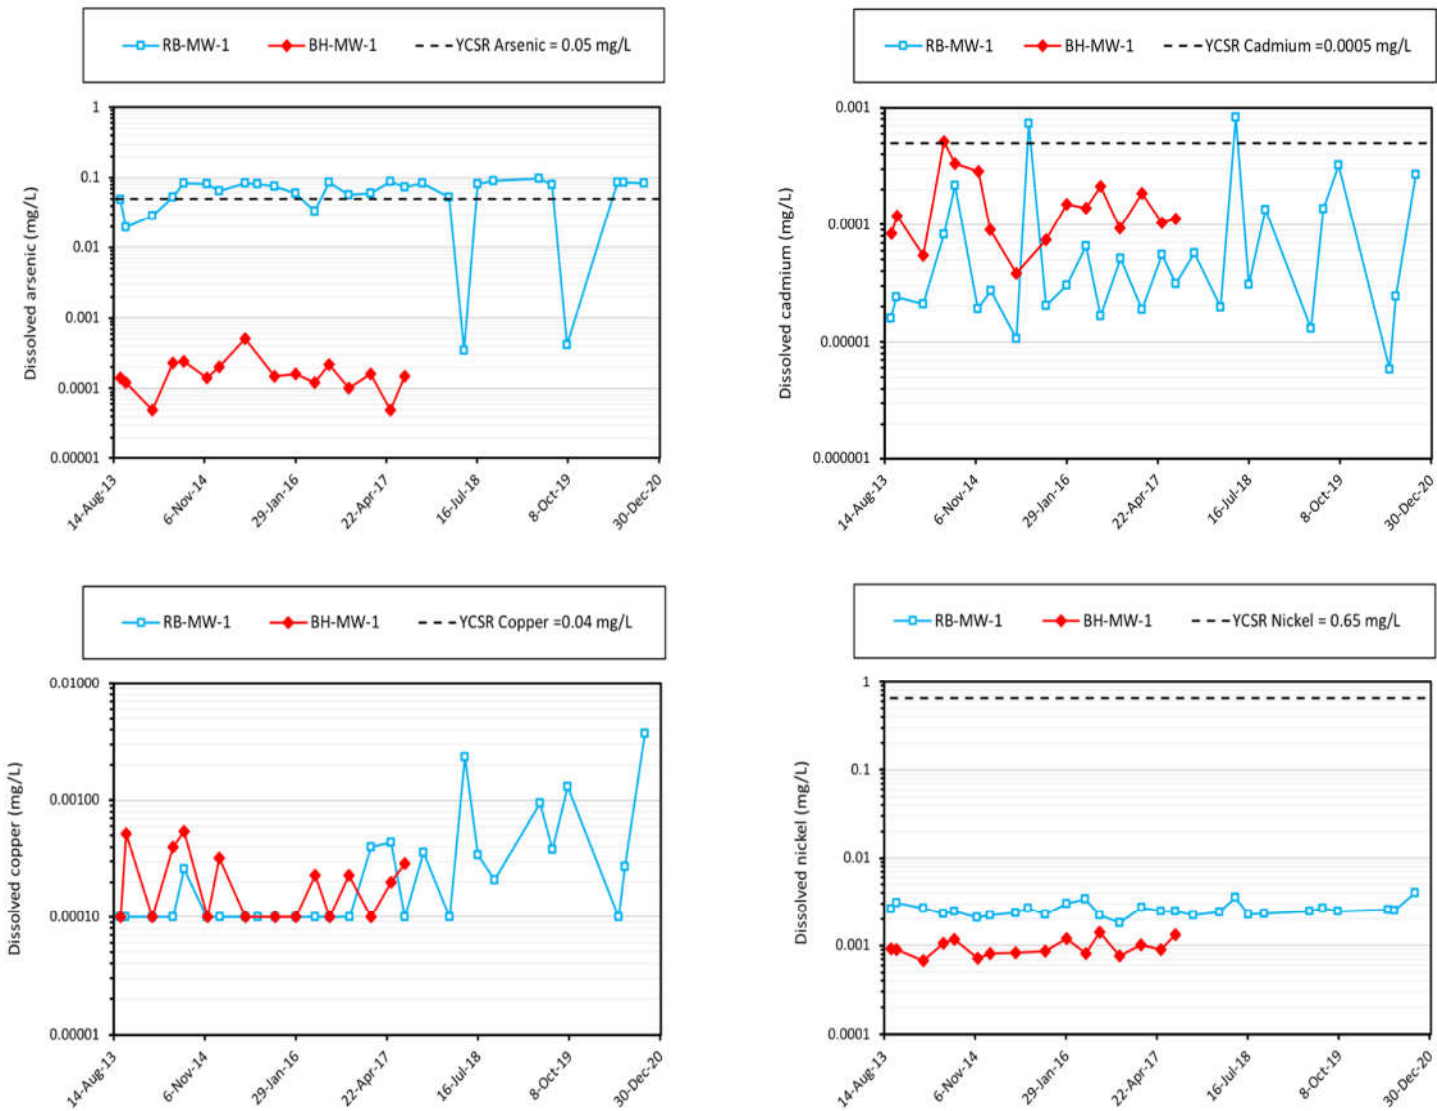 RB-MW-1 BH-MW-1 YCSR Arsenic = 0.05 mg/L
Dissolved arsenic (mg/L)
1
0.1
0.01
0.001
0.0001
0.00001
14-Aug-13 6-Nov-14 29-Jan-16 22-Apr-17 16-Jul-18 8-Oct-19 30-Dec-20
RB-MW-1 BH-MW-1 YCSR Cadmium =0.0005 mg/L
Dissolved cadmium (mg/L)
0.001
0.0001
0.00001
0.000001
14-Aug-13 6-Nov-14 29-Jan-16 22-Apr-17 16-Jul-18 8-Oct-19 30-Dec-20
RB-MW-1 BH-MW-1 YCSR Copper =0.04 mg/L
Dissolved copper (mg/L)
0.01000
0.00100
0.00010
0.00001
14-Aug-13 6-Nov-14 29-Jan-16 22-Apr-17 16-Jul-18 8-Oct-19 30-Dec-20
RB-MW-1 BH-MW-1 YCSR Nickel = 0.65 mg/L
Dissolved nickel (mg/L)
1
0.1
0.01
0.001
0.0001
14-Aug-13 6-Nov-14 29-Jan-16 22-Apr-17 16-Jul-18 8-Oct-19 30-Dec-20